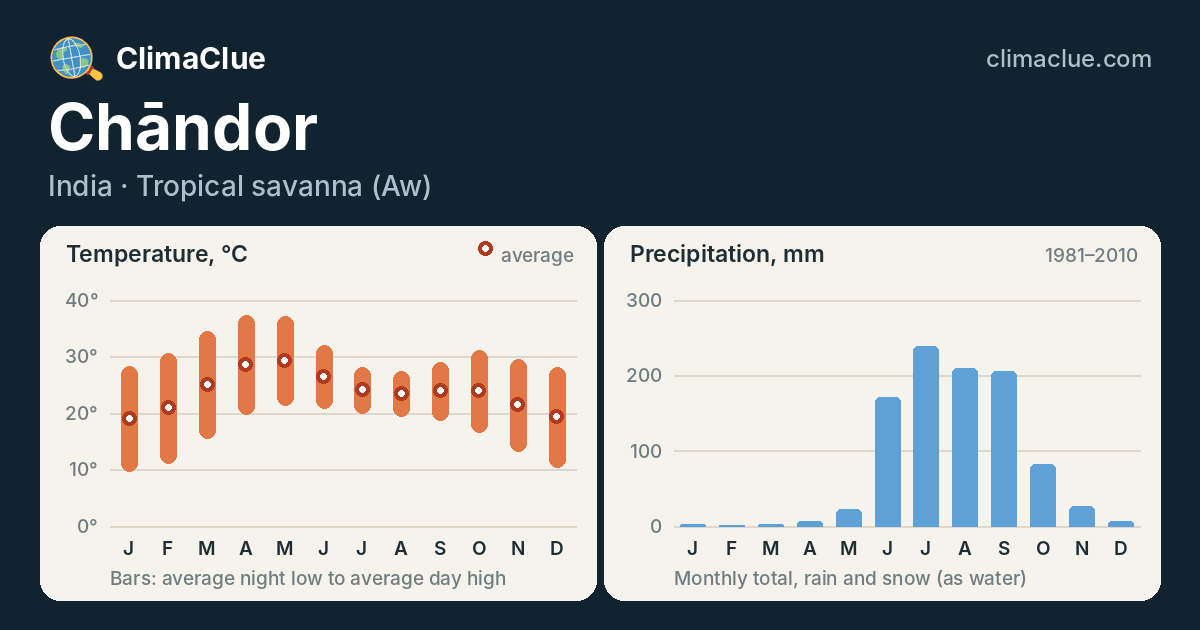 ClimaClue
climaclue.com
Chāndor
India · Tropical savanna (Aw)
Temperature, °C
average
40°
30°
20°
10°
0°
J F M A M J J A S O N D
Bars: average night low to average day high
Precipitation, mm
1981–2010
300
200
100
0
J F M A M J J A S O N D
Monthly total, rain and snow (as water)